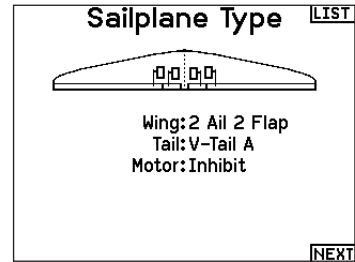 Sailplane Type
LIST
Wing:2 Ail 2 Flap
Tail:V-Tail A
Motor:Inhibit
NEXT